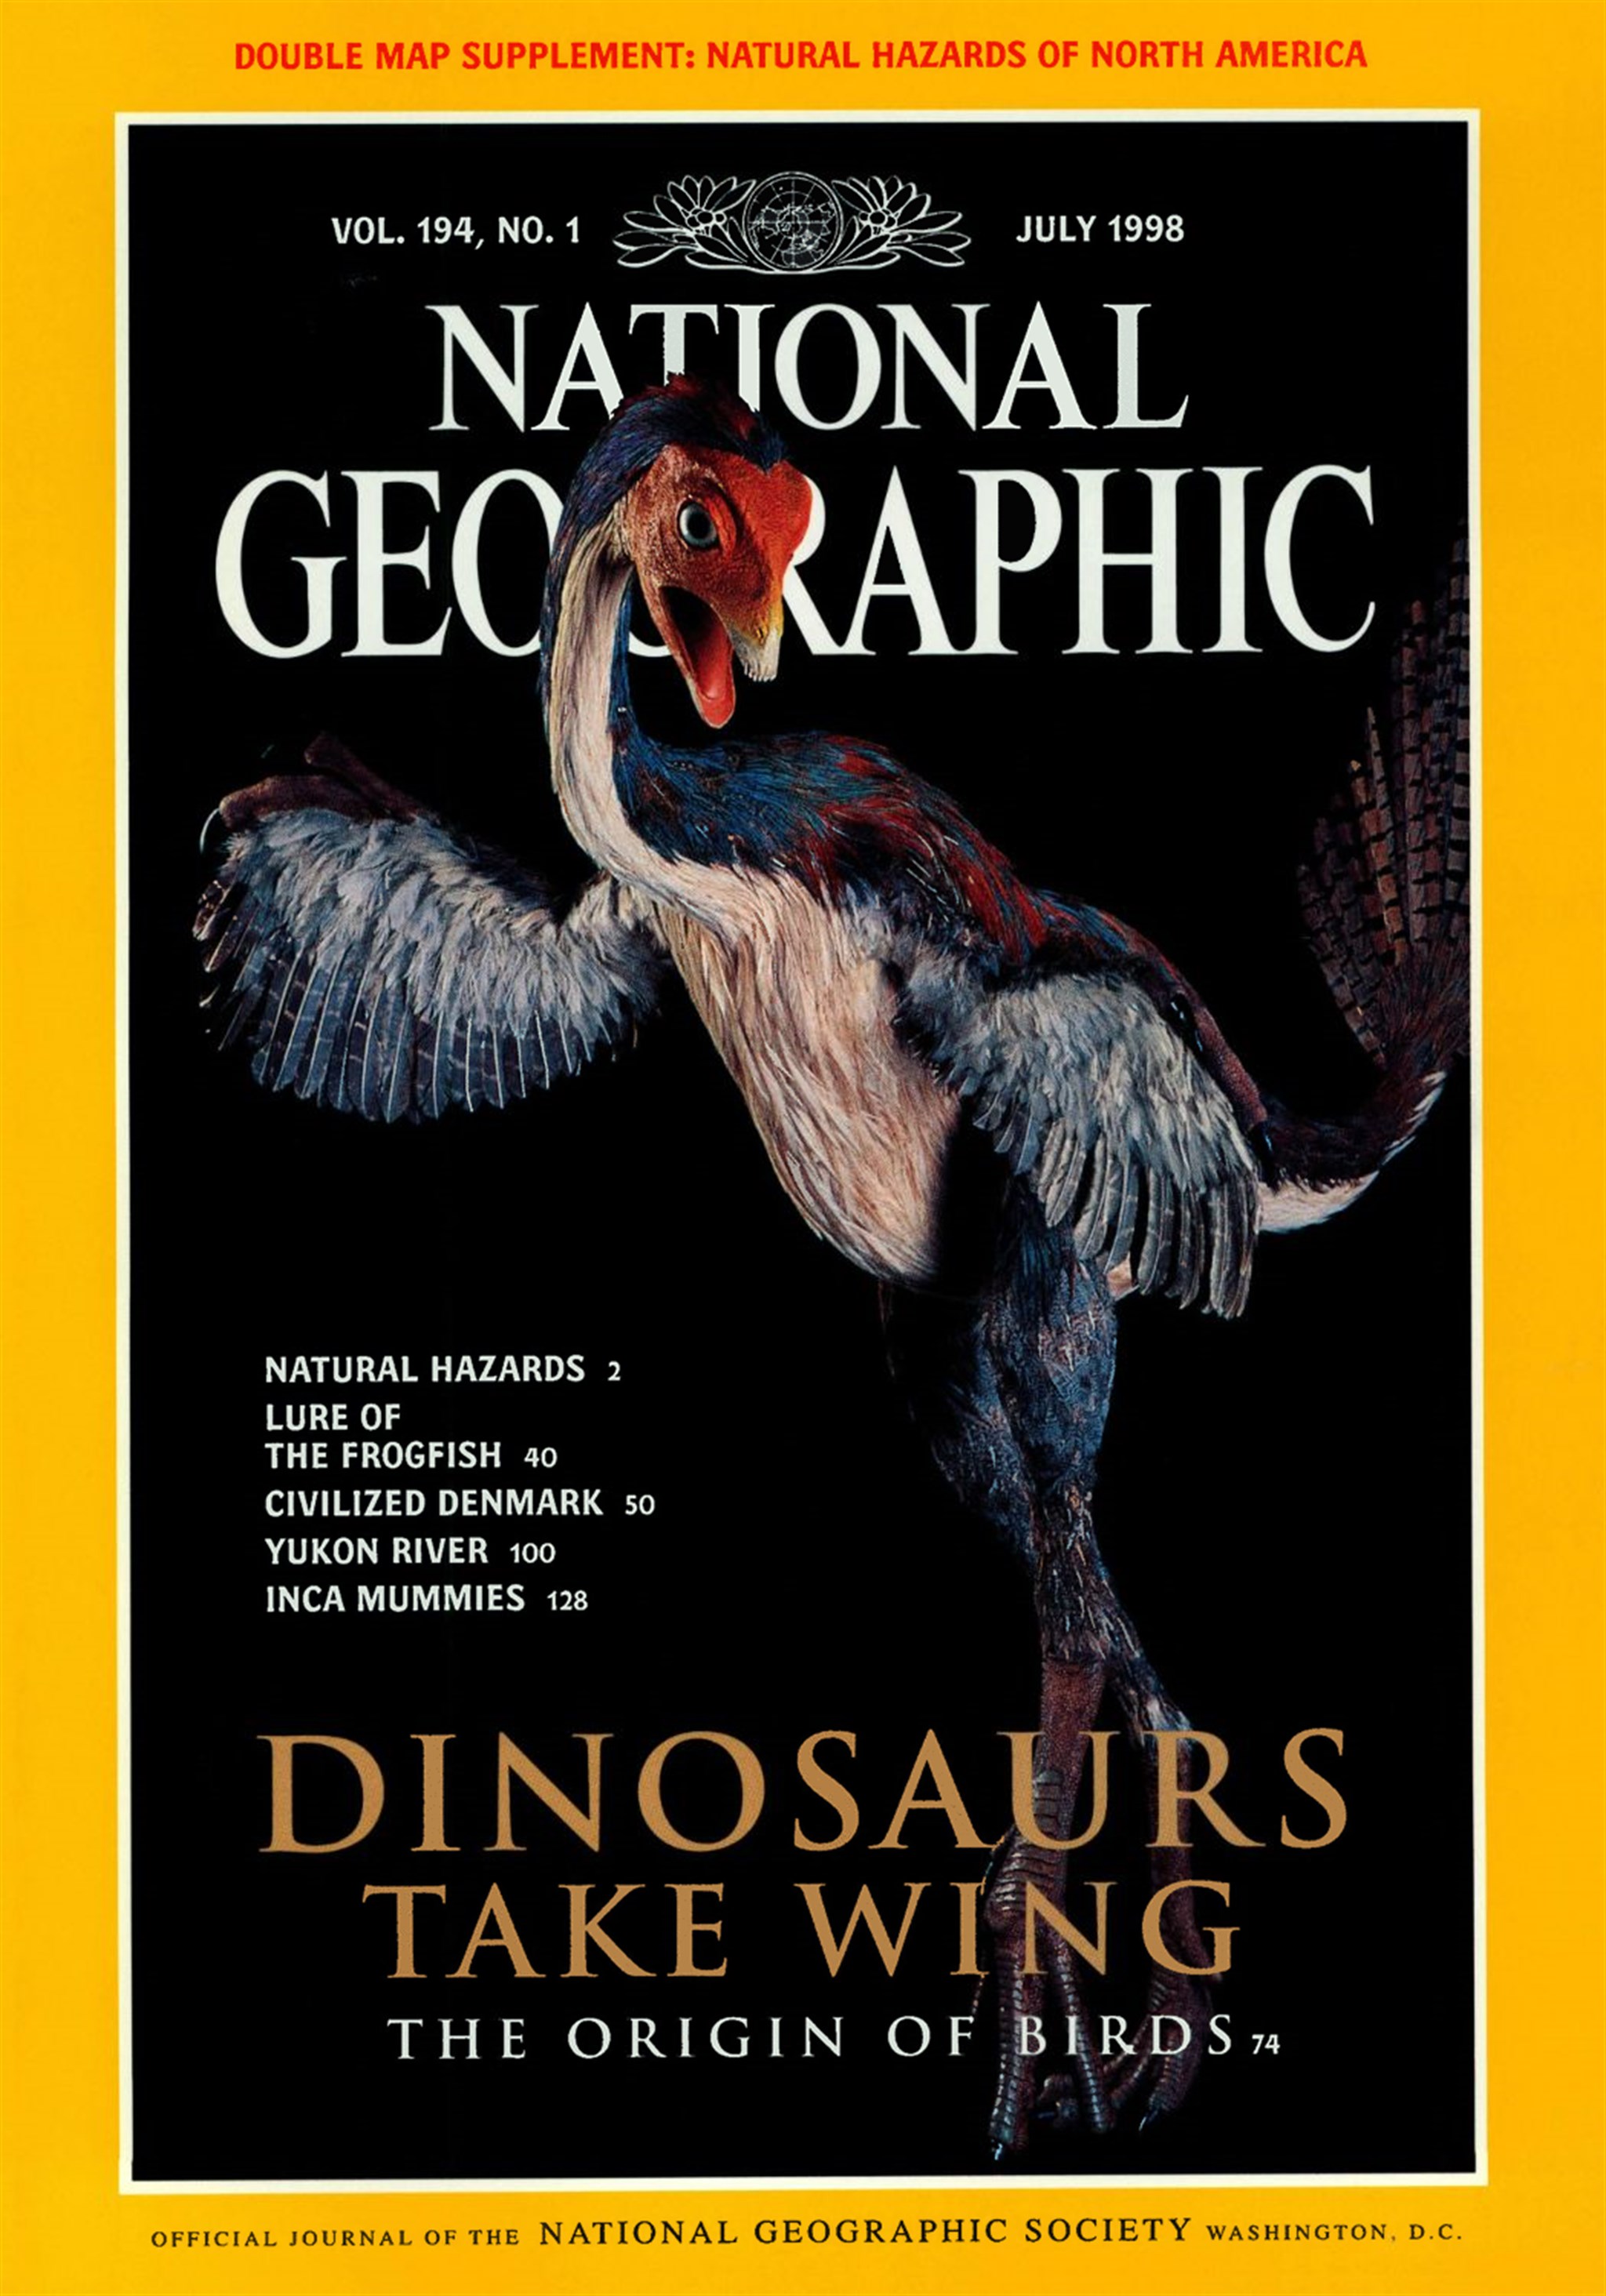 DOUBLE MAP SUPPLEMENT: NATURAL HAZARDS OF NORTH AMERICA
VOL. 194, NO. 1
JULY 1998
NATIONAL
GEOGRAPHIC
NATURAL HAZARDS 2
LURE OF
THE FROGFISH 40
CIVILIZED DENMARK 50
YUKON RIVER 100
INCA MUMMIES 128
DINOSAURS
TAKE WING
THE ORIGIN OF BIRDS 74
OFFICIAL JOURNAL OF THE NATIONAL GEOGRAPHIC SOCIETY WASHINGTON, D.C.